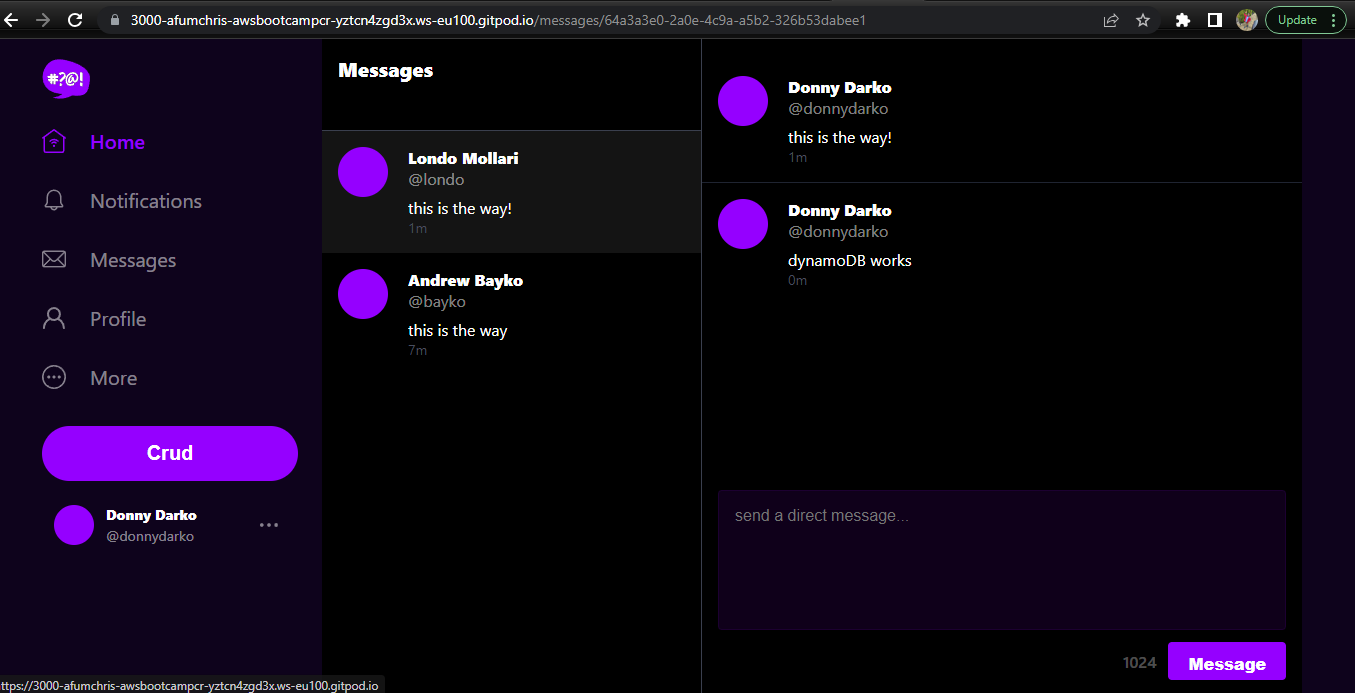 3000-afumchris-awsbootcampcr-yztcn4zgd3x.ws-eu100.gitpod.io/messages/64a3a3e0-2a0e-4c9a-a5b2-326b53dabee1
Update
#?@!
Home
Notifications
Messages
Profile
More
Crud
Donny Darko
@donnydarko
Messages
Londo Mollari
@londo
this is the way!
1m
Andrew Bayko
@bayko
this is the way
7m
Donny Darko
@donnydarko
this is the way!
1m
Donny Darko
@donnydarko
dynamoDB works
0m
send a direct message...
1024
Message
ttps://3000-afumchris-awsbootcampcr-yztcn4zgd3x.ws-eu100.gitpod.io